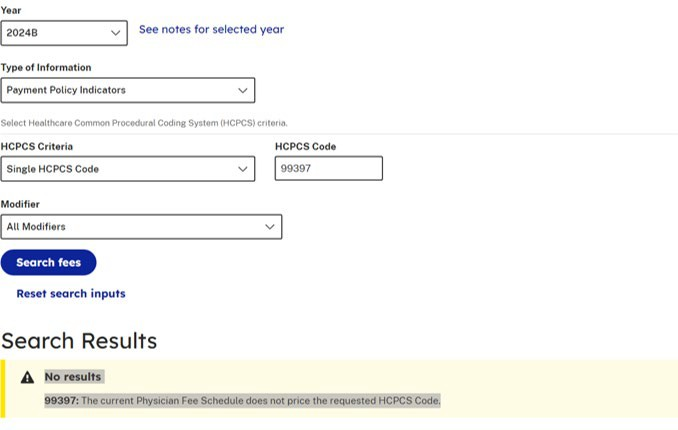 Year
2024B
See notes for selected year
Type of Information
Payment Policy Indicators
Select Healthcare Common Procedural Coding System (HCPCS) criteria.
HCPCS Criteria
HCPCS Code
Single HCPCS Code
99397
Modifier
All Modifiers
Search fees
Reset search inputs
Search Results
No results
99397: The current Physician Fee Schedule does not price the requested HCPCS Code.